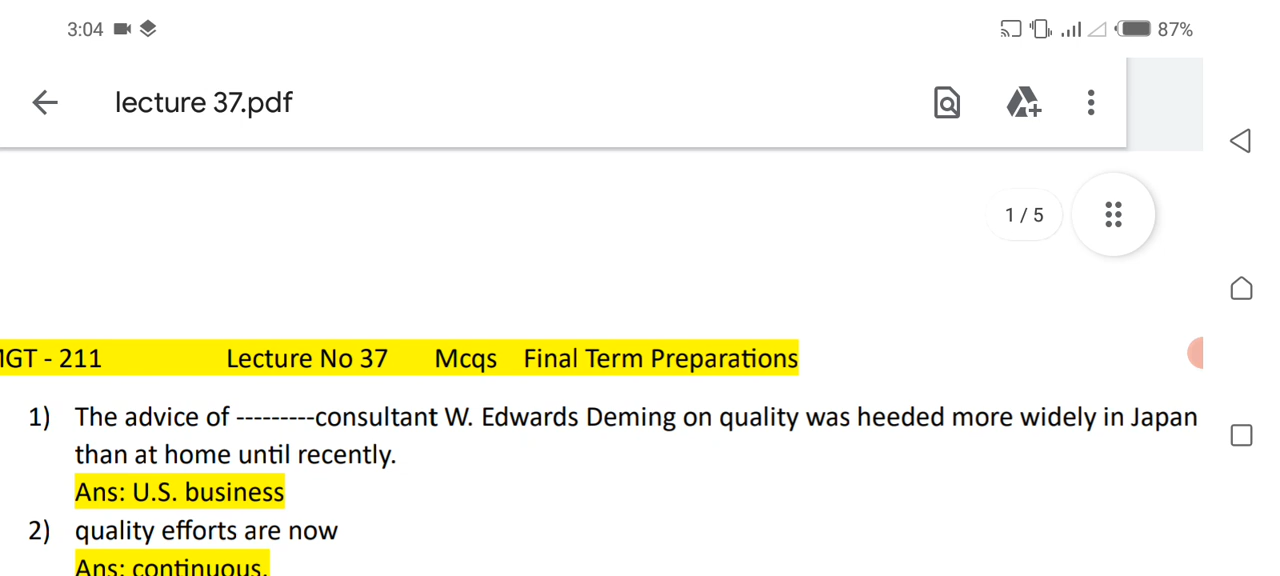 3:04 87%
lecture 37.pdf
1 / 5
GT - 211 Lecture No 37 Mcqs Final Term Preparations
1) The advice of ---------consultant W. Edwards Deming on quality was heeded more widely in Japan
than at home until recently.
Ans: U.S. business
2) quality efforts are now
Ans: continuous.